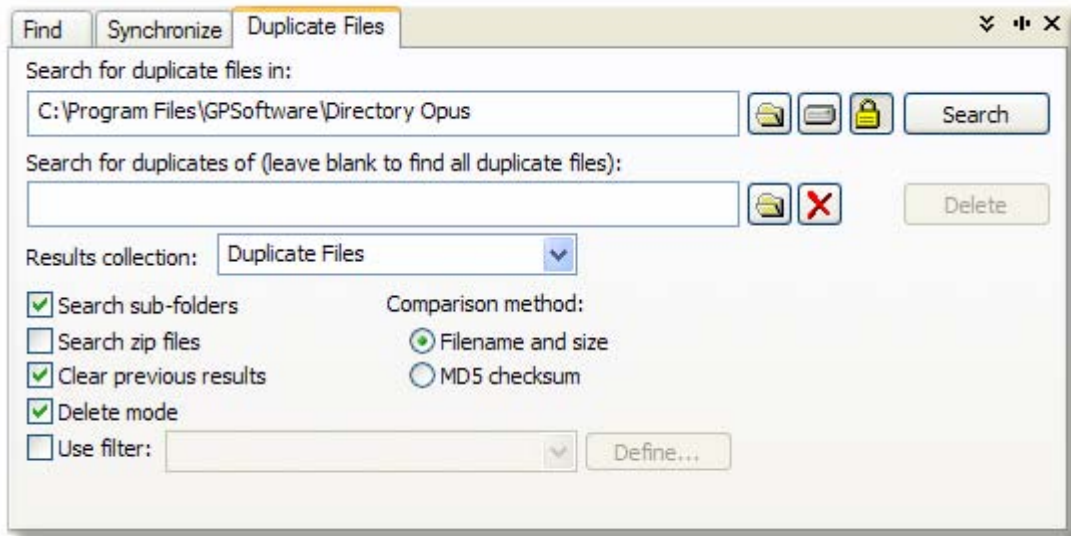 Find Synchronize Duplicate Files
Search for duplicate files in:
C:\Program Files\GPSoftware\Directory Opus
Search
Search for duplicates of (leave blank to find all duplicate files):
Delete
Results collection: Duplicate Files
Search sub-folders
Comparison method:
Search zip files
Filename and size
Clear previous results
MD5 checksum
Delete mode
Use filter:
Define...